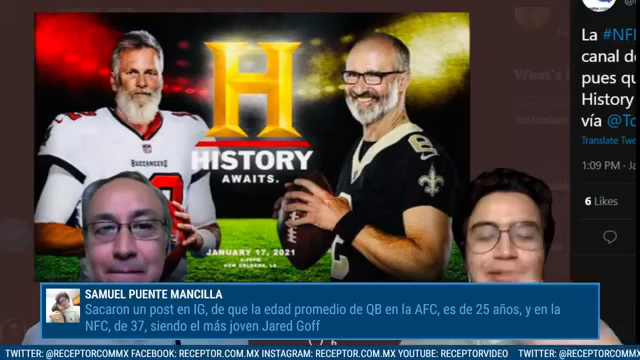 H
HISTORY
AWAITS.
BUCCANEERS
JANUARY 17, 2021
NEW ORLEANS, LA.
La #NFL
canal de
pues qu
History
vía @To
Translate Twe
1:09 PM · Ja
6 Likes
SAMUEL PUENTE MANCILLA
Sacaron un post en IG, de que la edad promedio de QB en la AFC, es de 25 años, y en la
NFC, de 37, siendo el más joven Jared Goff
TWITTER: @RECEPTORCOMMX FACEBOOK: RECEPTOR.COM.MX INSTAGRAM: RECEPTOR.COM.MX YOUTUBE: RECEPTORVIDEO TWITTER: @RECEPTORCOMMX